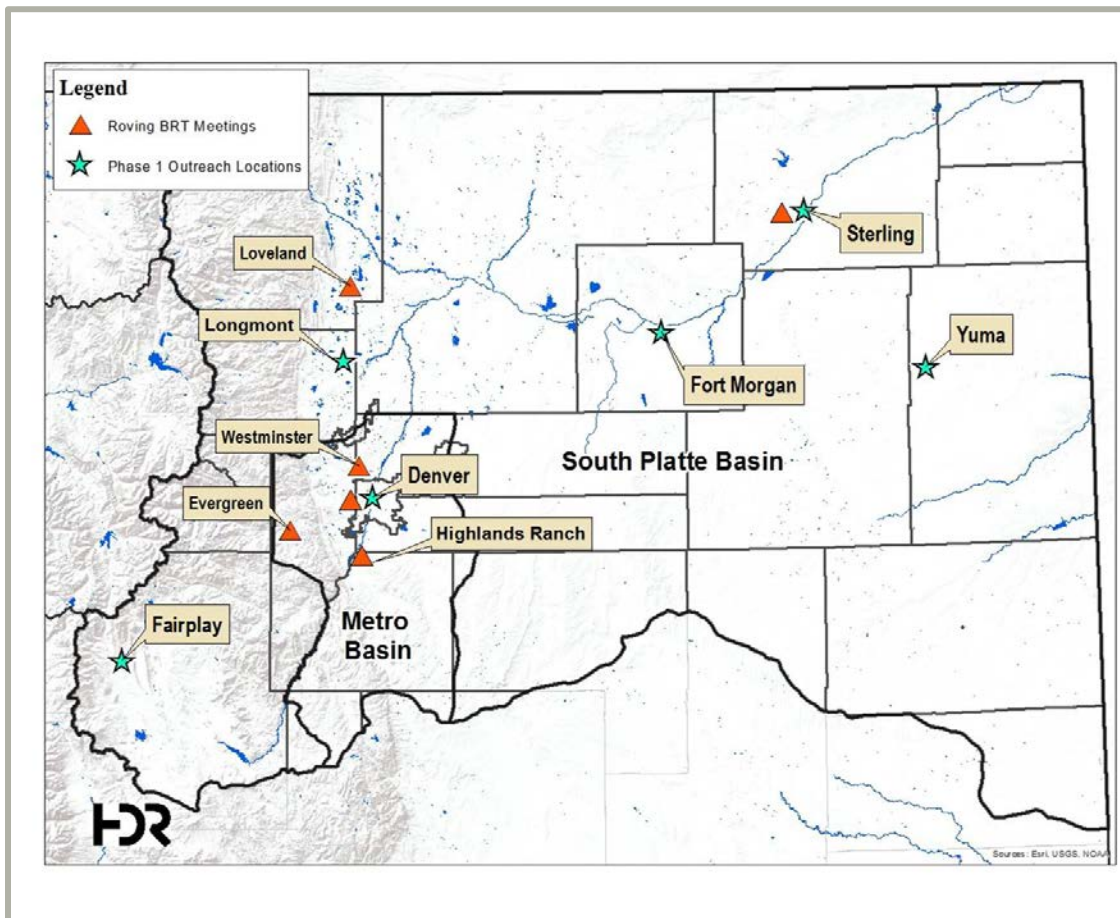 Legend
Roving BRT Meetings
Phase 1 Outreach Locations
Sterling
Loveland
Longmont
Yuma
Fort Morgan
Westminster
South Platte Basin
Denver
Evergreen
Highlands Ranch
Fairplay
Metro
Basin
HDR
Sources: Esri, USGS, NOAA